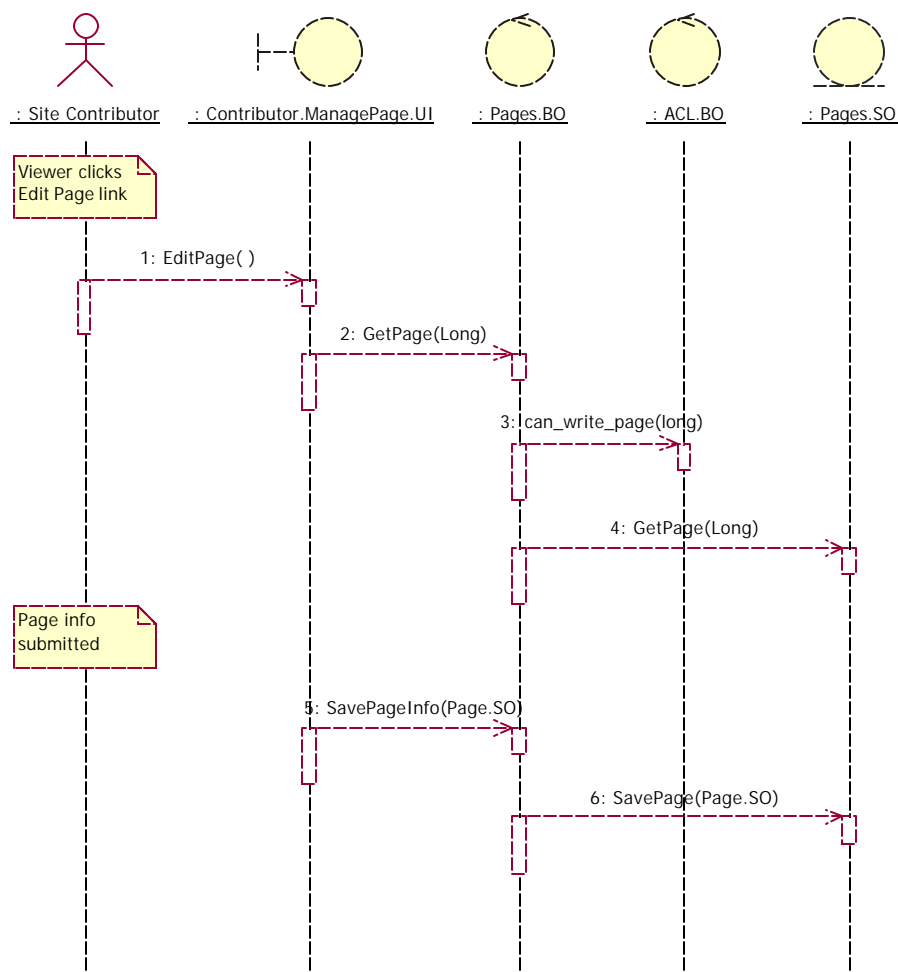 : Site Contributor
: Contributor.ManagePage.UI
: Pages.BO
: ACL.BO
: Pages.SO
Viewer clicks
Edit Page link
1: EditPage( )
2: GetPage(Long)
3: can_write_page(long)
4: GetPage(Long)
Page info
submitted
5: SavePageInfo(Page.SO)
6: SavePage(Page.SO)